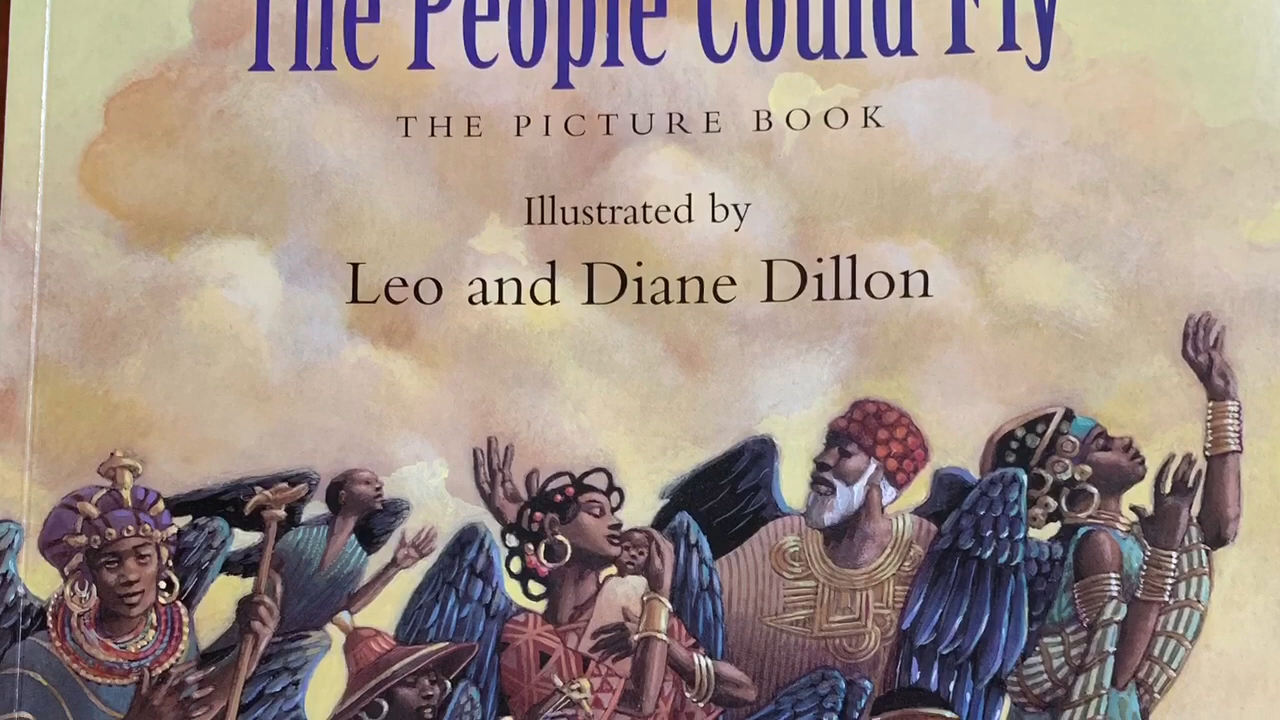 The People Could Fly
THE PICTURE BOOK
Illustrated by
Leo and Diane Dillon